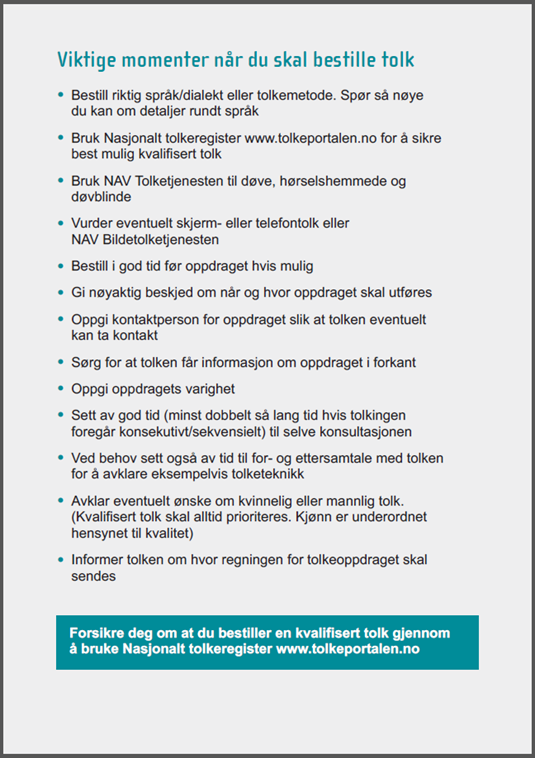 Viktige momenter når du skal bestille tolk
• Bestill riktig språk/dialekt eller tolkemetode. Spør så nøye
du kan om detaljer rundt språk
• Bruk Nasjonalt tolkeregister www.tolkeportalen.no for å sikre
best mulig kvalifisert tolk
• Bruk NAV Tolketjenesten til døve, hørselshemmede og
døvblinde
• Vurder eventuelt skjerm- eller telefontolk eller
NAV Bildetolketjenesten
• Bestill i god tid før oppdraget hvis mulig
• Gi nøyaktig beskjed om når og hvor oppdraget skal utføres
• Oppgi kontaktperson for oppdraget slik at tolken eventuelt
kan ta kontakt
• Sørg for at tolken får informasjon om oppdraget i forkant
• Oppgi oppdragets varighet
• Sett av god tid (minst dobbelt så lang tid hvis tolkingen
foregår konsekutivt/sekvensielt) til selve konsultasjonen
• Ved behov sett også av tid til for- og ettersamtale med tolken
for å avklare eksempelvis tolketeknikk
• Avklar eventuelt ønske om kvinnelig eller mannlig tolk.
(Kvalifisert tolk skal alltid prioriteres. Kjønn er underordnet
hensynet til kvalitet)
• Informer tolken om hvor regningen for tolkeoppdraget skal
sendes
Forsikre deg om at du bestiller en kvalifisert tolk gjennom
å bruke Nasjonalt tolkeregister www.tolkeportalen.no